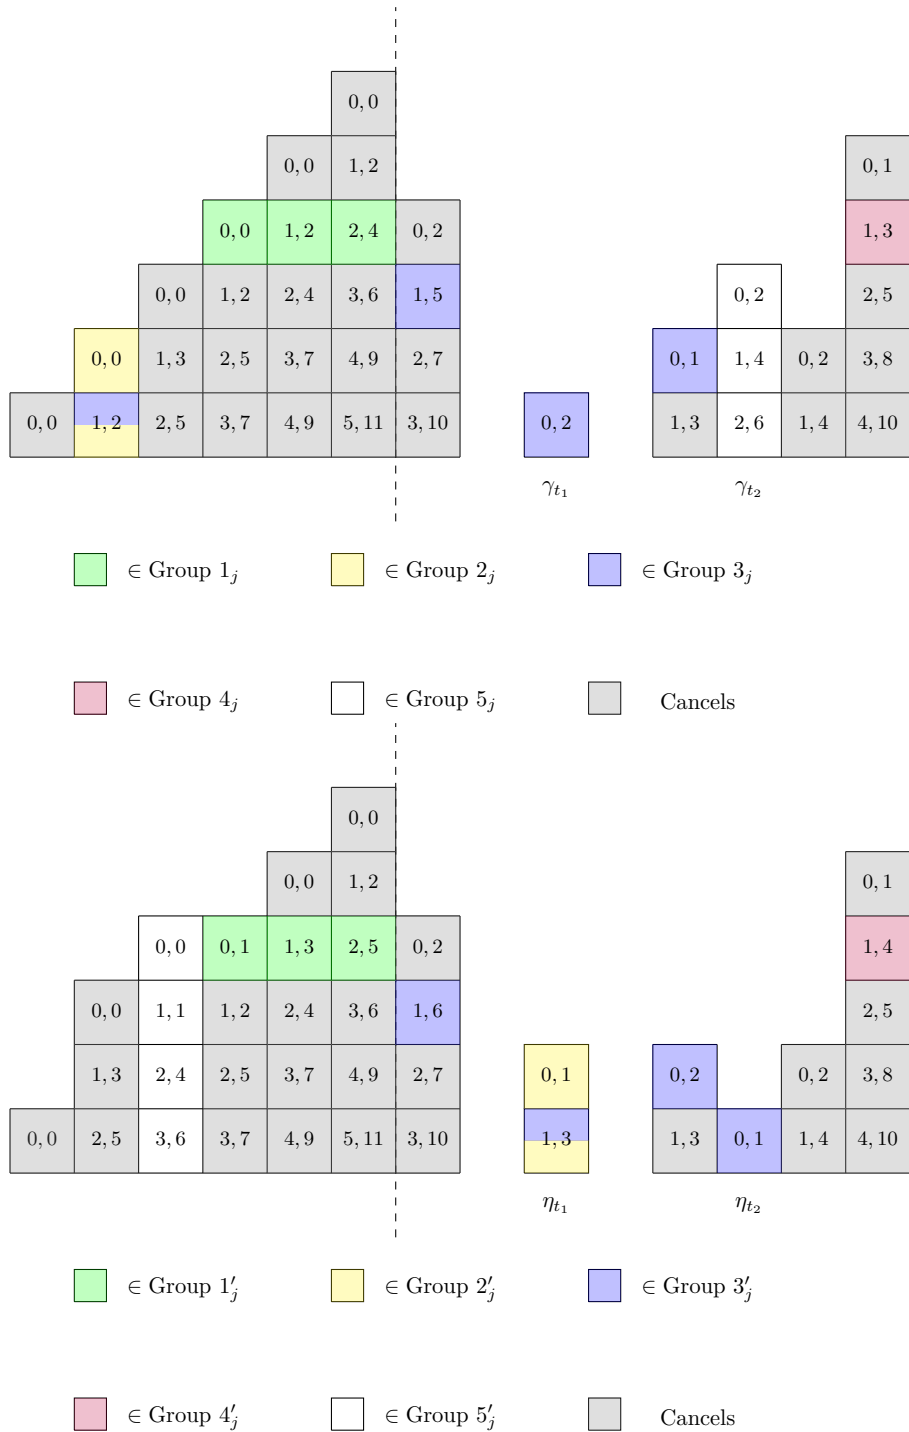 0, 0
0, 0 1, 2 0, 1
0, 0 1, 2 2, 4 0, 2 1, 3
0, 0 1, 2 2, 4 3, 6 1, 5 0, 2 2, 5
0, 0 1, 3 2, 5 3, 7 4, 9 2, 7 0, 1 1, 4 0, 2 3, 8
0, 0 1, 2 2, 5 3, 7 4, 9 5, 11 3, 10 0, 2 1, 3 2, 6 1, 4 4, 10
γ_{t_1} γ_{t_2}
∈ Group 1_j ∈ Group 2_j ∈ Group 3_j
∈ Group 4_j ∈ Group 5_j Cancels
0, 0
0, 0 1, 2 0, 1
0, 0 0, 1 1, 3 2, 5 0, 2 1, 4
0, 0 1, 1 1, 2 2, 4 3, 6 1, 6 2, 5
1, 3 2, 4 2, 5 3, 7 4, 9 2, 7 0, 1 0, 2 0, 2 3, 8
0, 0 2, 5 3, 6 3, 7 4, 9 5, 11 3, 10 1, 3 1, 3 0, 1 1, 4 4, 10
η_{t_1} η_{t_2}
∈ Group 1′_j ∈ Group 2′_j ∈ Group 3′_j
∈ Group 4′_j ∈ Group 5′_j Cancels